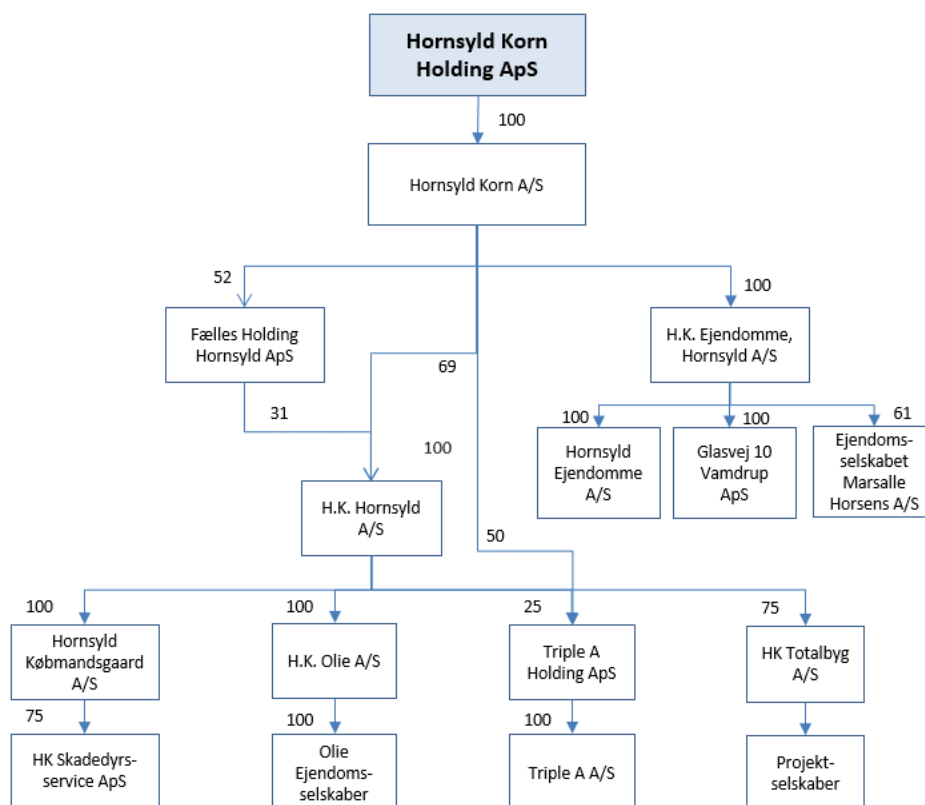 Hornsyld Korn
Holding ApS
100
Hornsyld Korn A/S
52
100
Fælles Holding
Hornsyld ApS
H.K. Ejendomme,
Hornsyld A/S
69
31
100
100
100
61
Hornsyld
Ejendomme
A/S
Glasvej 10
Vamdrup
ApS
Ejendoms-
selskabet
Marsalle
Horsens A/S
H.K. Hornsyld
A/S
50
100
100
25
75
Hornsyld
Købmandsgaard
A/S
H.K. Olie A/S
Triple A
Holding ApS
HK Totalbyg
A/S
75
100
100
HK Skadedyrs-
service ApS
Olie
Ejendoms-
selskaber
Triple A A/S
Projekt-
selskaber